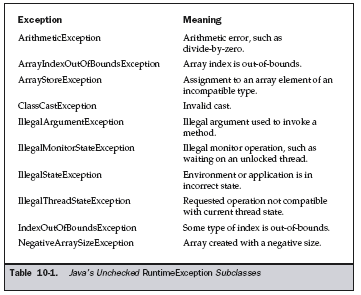 Exception Meaning
ArithmeticException Arithmetic error, such as
divide-by-zero.
ArrayIndexOutOfBoundsException Array index is out-of-bounds.
ArrayStoreException Assignment to an array element of an
incompatible type.
ClassCastException Invalid cast.
IllegalArgumentException Illegal argument used to invoke a
method.
IllegalMonitorStateException Illegal monitor operation, such as
waiting on an unlocked thread.
IllegalStateException Environment or application is in
incorrect state.
IllegalThreadStateException Requested operation not compatible
with current thread state.
IndexOutOfBoundsException Some type of index is out-of-bounds.
NegativeArraySizeException Array created with a negative size.
Table 10-1. Java's Unchecked RuntimeException Subclasses